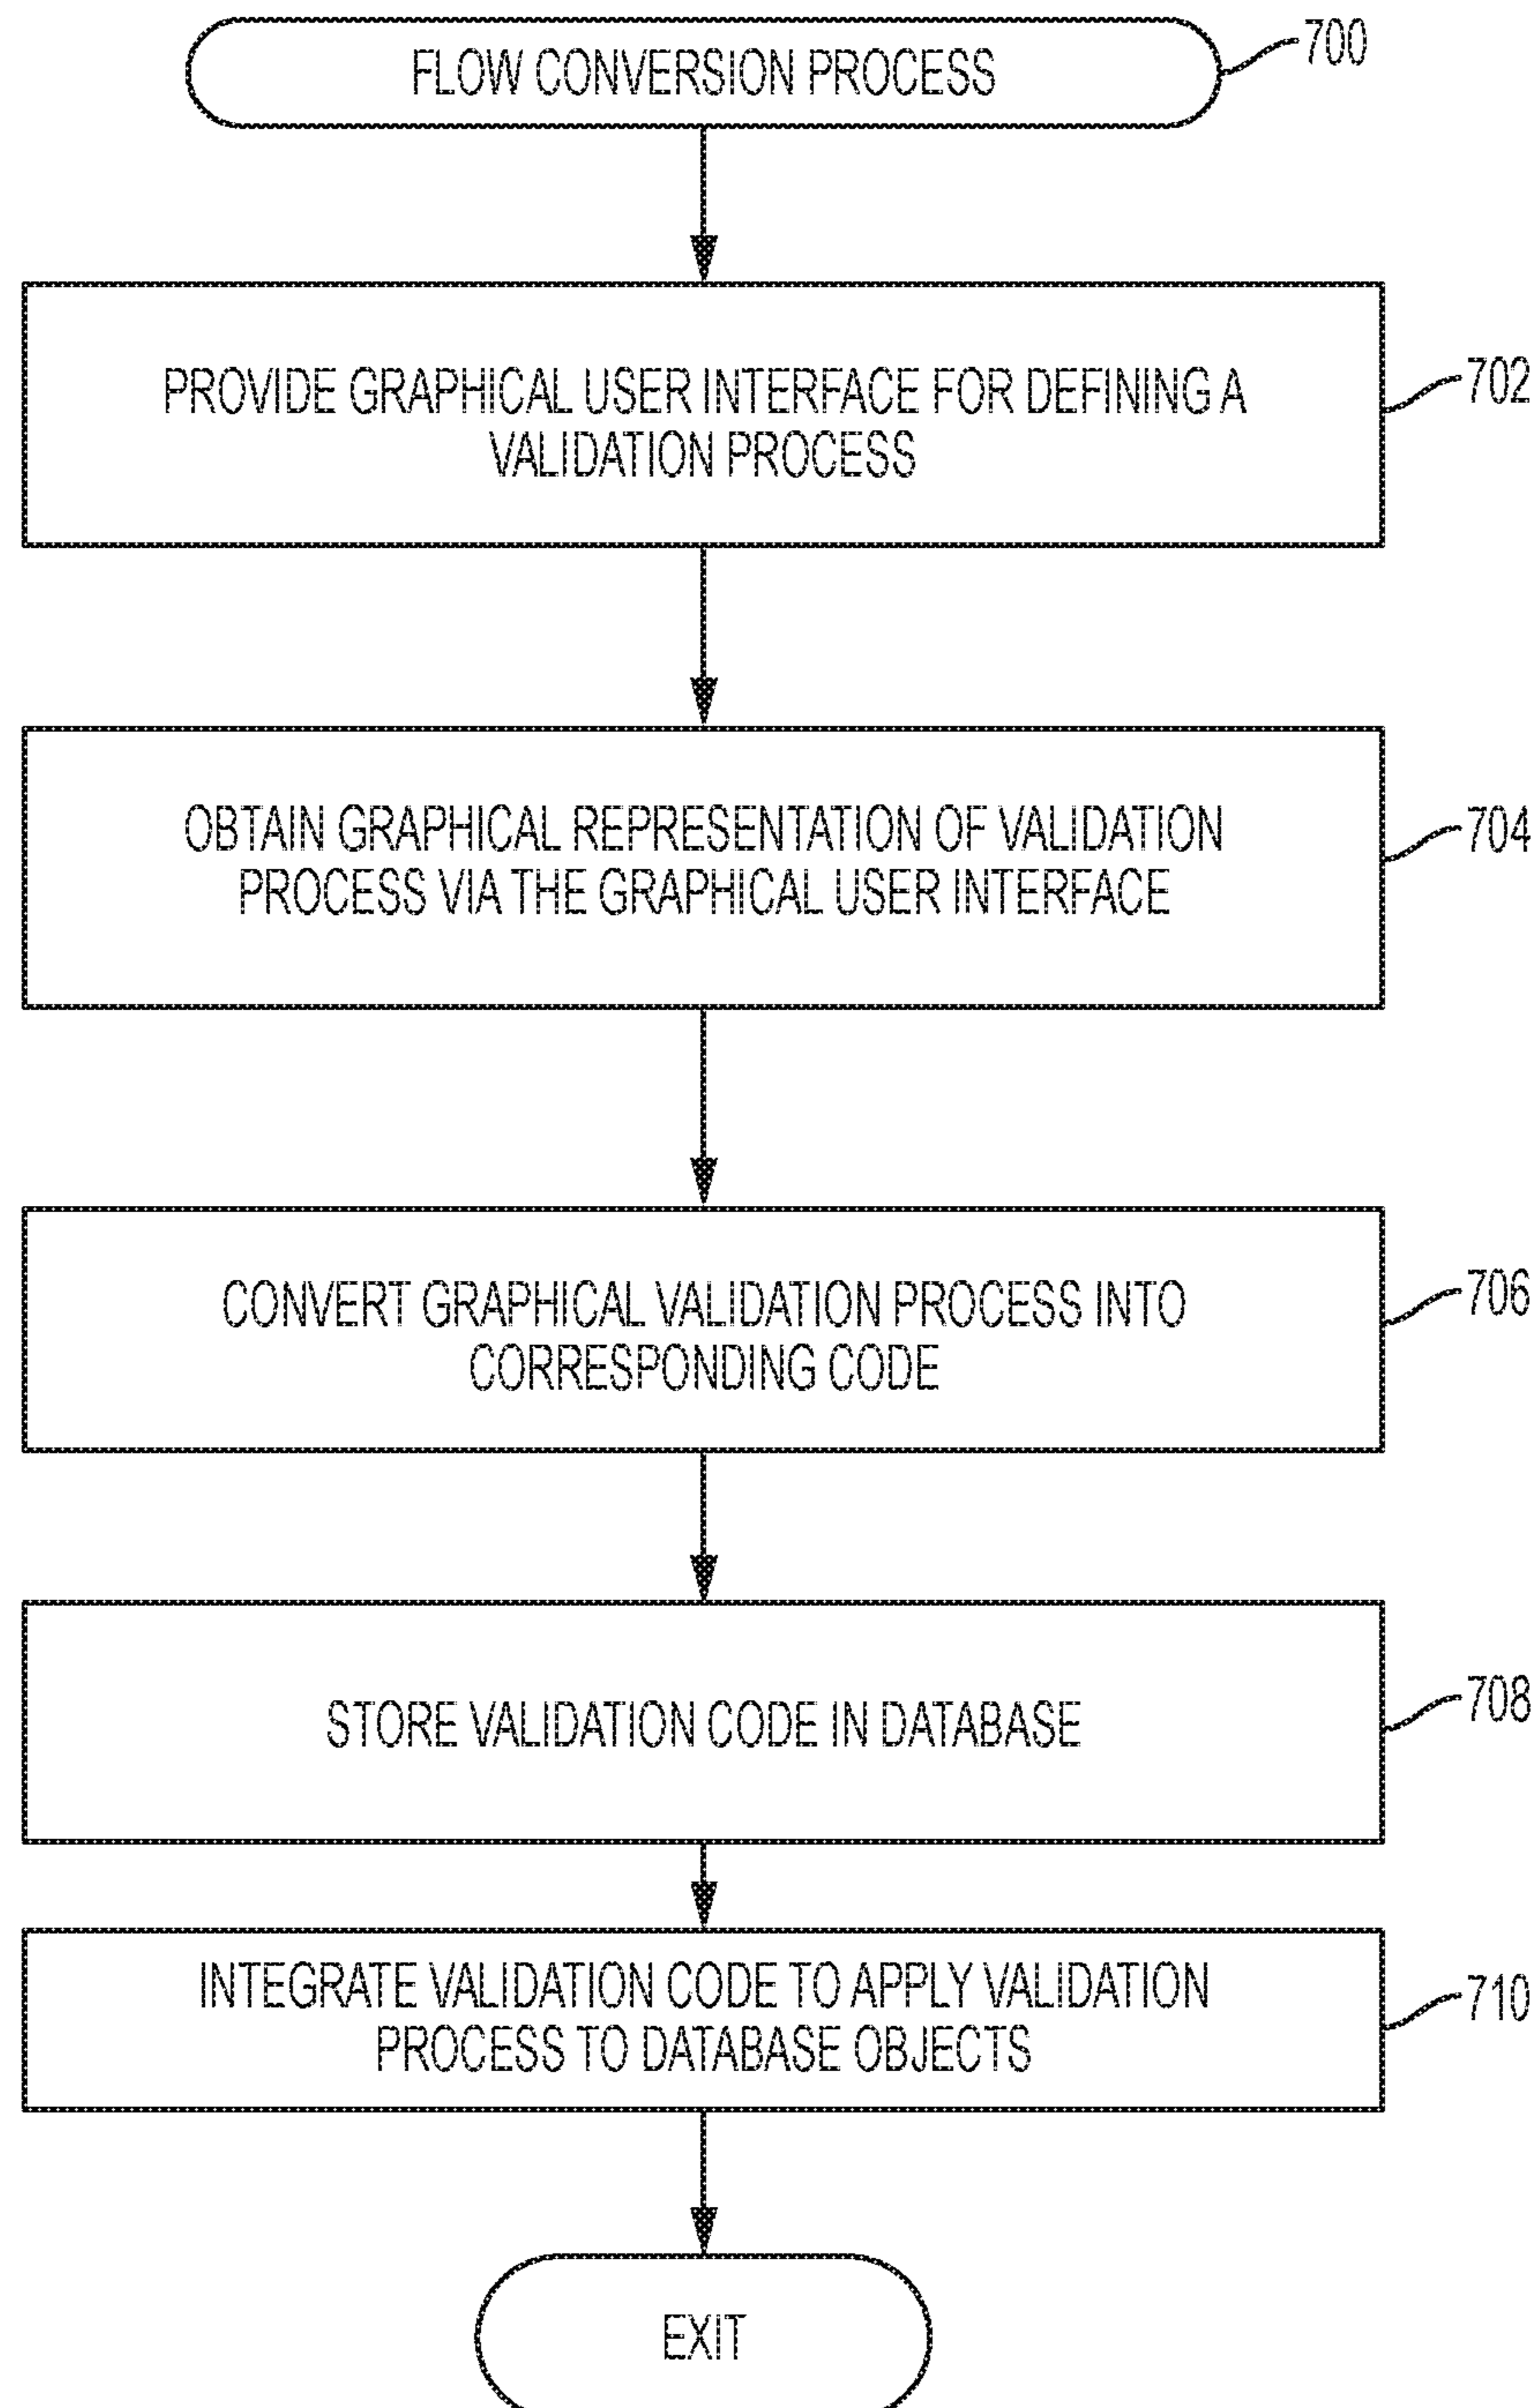 FLOW CONVERSION PROCESS
700
PROVIDE GRAPHICAL USER INTERFACE FOR DEFINING A
VALIDATION PROCESS
702
OBTAIN GRAPHICAL REPRESENTATION OF VALIDATION
PROCESS VIA THE GRAPHICAL USER INTERFACE
704
CONVERT GRAPHICAL VALIDATION PROCESS INTO
CORRESPONDING CODE
706
STORE VALIDATION CODE IN DATABASE
708
INTEGRATE VALIDATION CODE TO APPLY VALIDATION
PROCESS TO DATABASE OBJECTS
710
EXIT